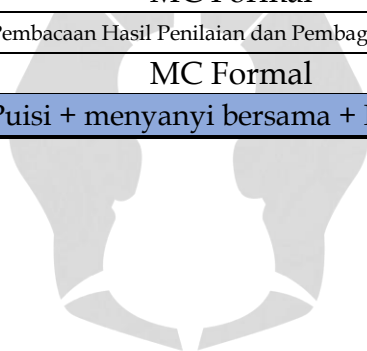 MC Formal
Pembacaan Hasil Penilaian dan Pembag
MC Formal
Puisi + menyanyi bersama +